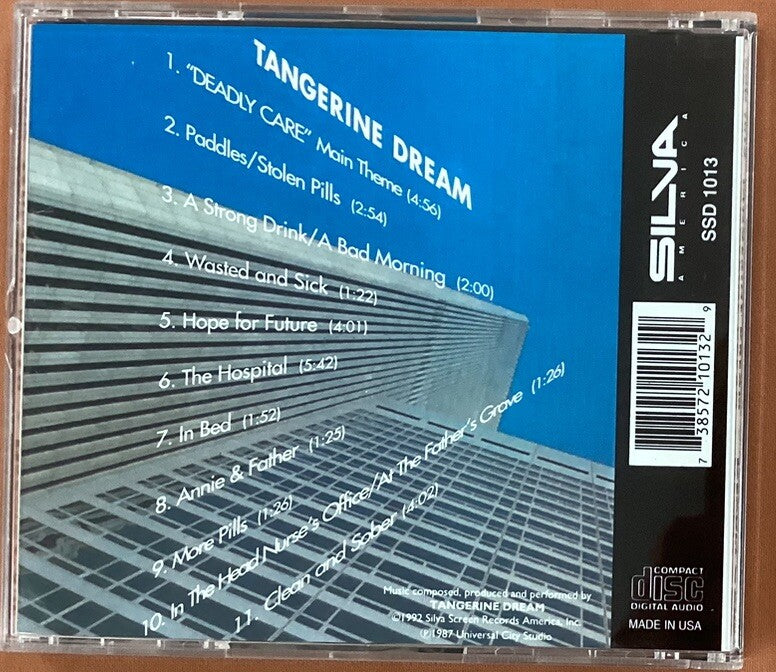 TANGERINE DREAM
1. "DEADLY CARE" Main Theme (4:56)
2. Paddles/Stolen Pills (2:54)
3. A Strong Drink/A Bad Morning (2:00)
4. Wasted and Sick (1:22)
5. Hope for Future (4:01)
6. The Hospital (5:42)
7. In Bed (1:52)
8. Annie & Father (1:25)
9. More Pills (1:26)
10. In The Head Nurse's Office/At The Father's Grave (1:26)
11. Clean and Sober (4:02)
Music composed, produced and performed by
TANGERINE DREAM
©1992 Silva Screen Records America, Inc.
℗1987 Universal City Studio
SILVA
AMERICA
SSD 1013
7 38572 10132 9
COMPACT
disc
DIGITAL AUDIO
MADE IN USA